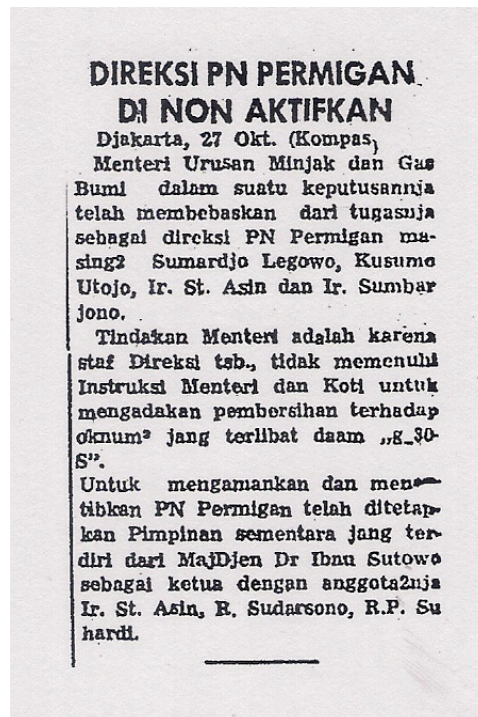 DIREKSI PN PERMIGAN
DI NON AKTIFKAN
Djakarta, 27 Okt. (Kompas)
Menteri Urusan Minjak dan Gas
Bumi dalam suatu keputusannja
telah membebaskan dari tugasnja
sebagai direksi PN Permigan ma-
sing2 Sumardjo Legowo, Kusumo
Utojo, Ir. St. Asin dan Ir. Sumbar
jono.
Tindakan Menteri adalah karena
staf Direksi tsb., tidak memenuhi
Instruksi Menteri dan Koti untuk
mengadakan pembersihan terhadap
oknum² jang terlibat daam „g_30-
S”.
Untuk mengamankan dan menər-
tibkan PN Permigan telah ditetap-
kan Pimpinan sementara jang ter-
diri dari MajDjen Dr Ibnu Sutowo
sebagai ketua dengan anggota2nja
Ir. St. Asin, R. Sudarsono, R.P. Su
hardi.